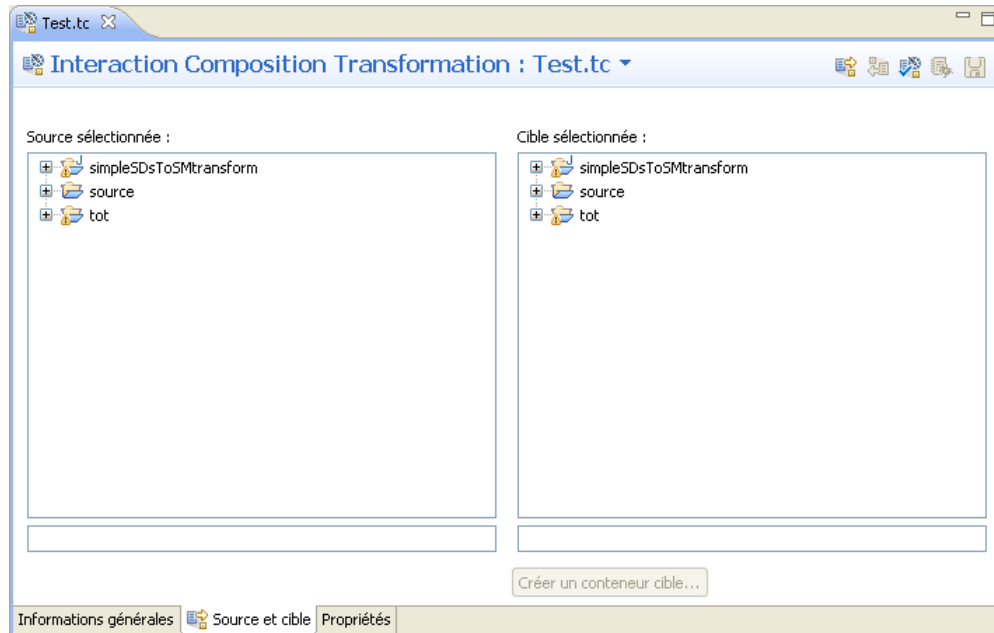 Test.tc
Interaction Composition Transformation : Test.tc
Source sélectionnée :
simpleSDsToSMtransform
source
tot
Cible sélectionnée :
simpleSDsToSMtransform
source
tot
Créer un conteneur cible...
Informations générales Source et cible Propriétés